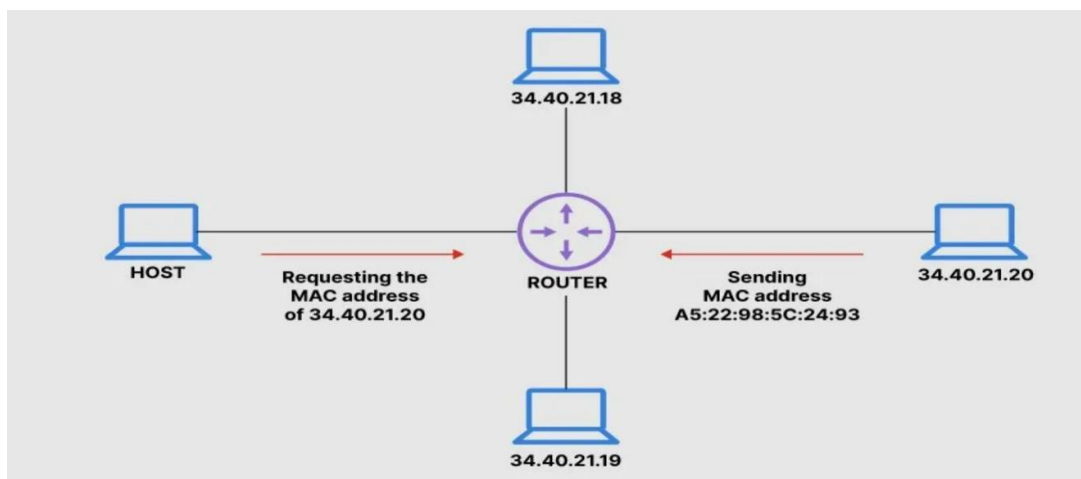 34.40.21.18
HOST
Requesting the
MAC address
of 34.40.21.20
ROUTER
Sending
MAC address
A5:22:98:5C:24:93
34.40.21.20
34.40.21.19